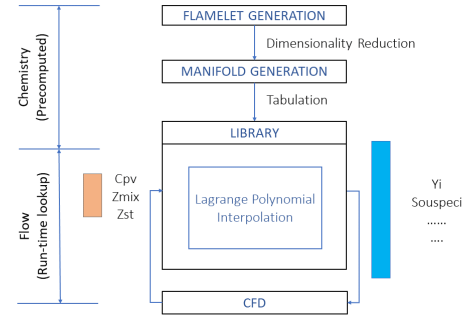 FLAMELET GENERATION
Dimensionality Reduction
MANIFOLD GENERATION
Tabulation
LIBRARY
Lagrange Polynomial
Interpolation
CFD
Chemistry
(Precomputed)
Flow
(Run-time lookup)
Cpv
Zmix
Zst
Yi
Souspeci
......
....